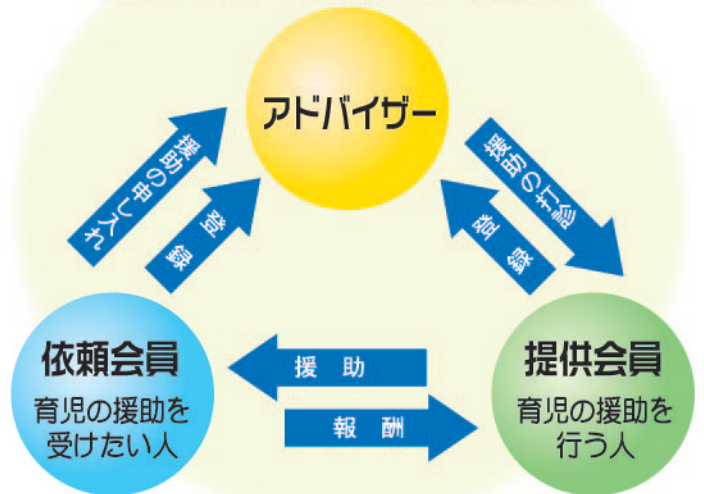 アドバイザー
援助の申し入れ
登録
援助の打診
登録
依頼会員
育児の援助を
受けたい人
援助
報酬
提供会員
育児の援助を
行う人